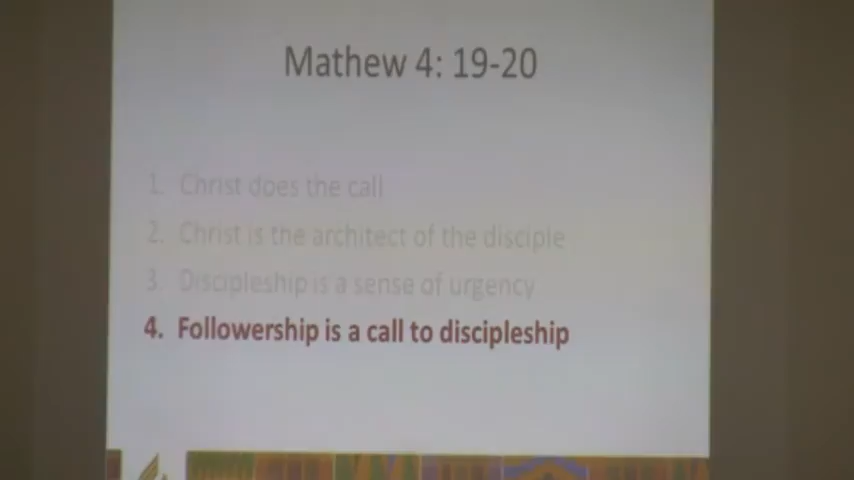 Mathew 4: 19-20
1. Christ does the call
2. Christ is the architect of the disciple
3. Discipleship is a sense of urgency
4. Followership is a call to discipleship